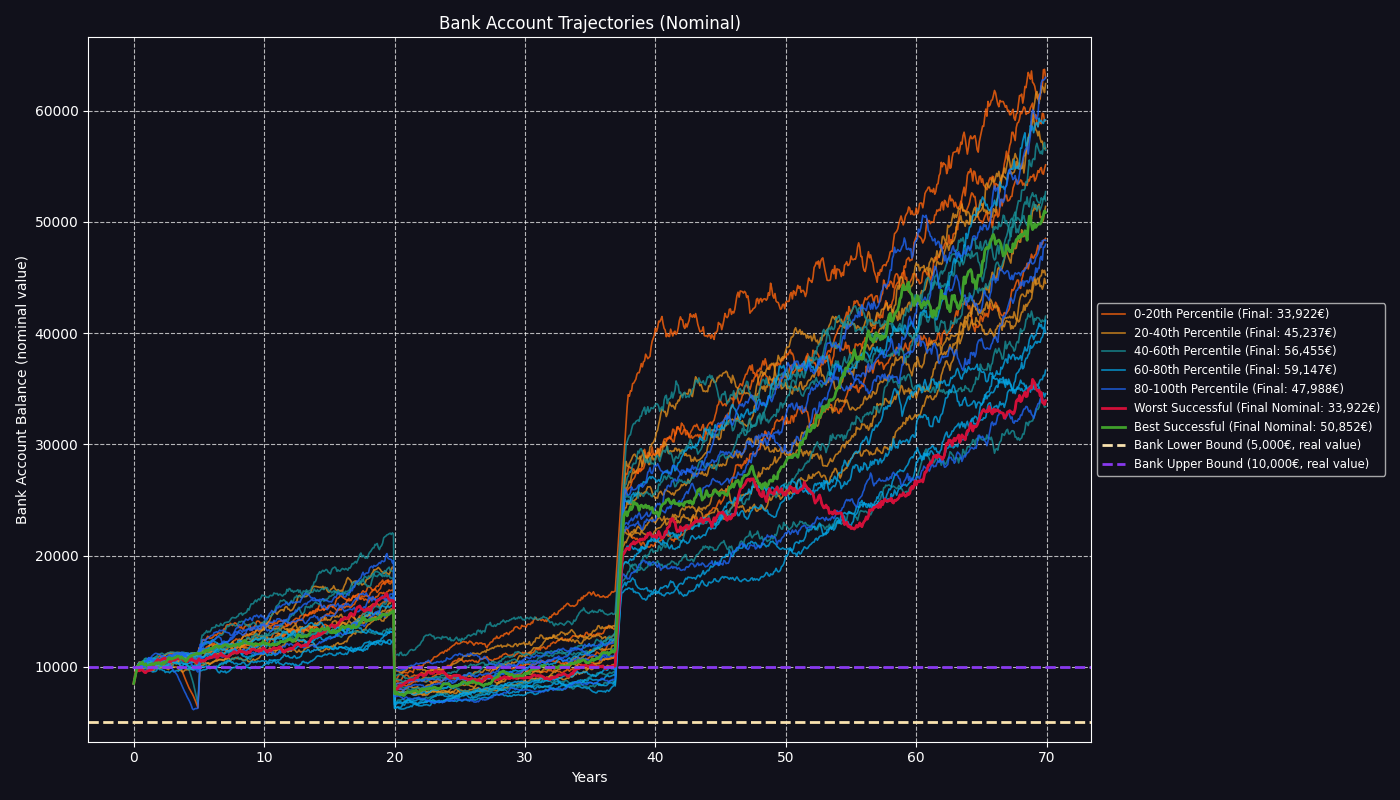 Bank Account Trajectories (Nominal)
Bank Account Balance (nominal value)
60000
50000
40000
30000
20000
10000
0
10
20
30
40
50
60
70
Years
0-20th Percentile (Final: 33,922€)
20-40th Percentile (Final: 45,237€)
40-60th Percentile (Final: 56,455€)
60-80th Percentile (Final: 59,147€)
80-100th Percentile (Final: 47,988€)
Worst Successful (Final Nominal: 33,922€)
Best Successful (Final Nominal: 50,852€)
Bank Lower Bound (5,000€, real value)
Bank Upper Bound (10,000€, real value)